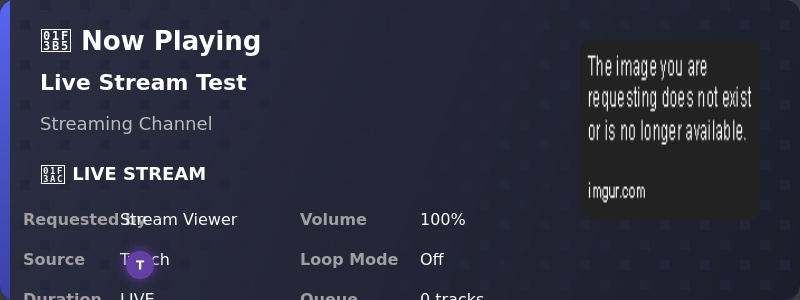 Now Playing
Live Stream Test
Streaming Channel
LIVE STREAM
Requested by Stream Viewer Volume 100%
Source Twitch Loop Mode Off
T
Duration LIVE Queue 0 tracks
The image you are
requesting does not exist
or is no longer available.
imgur.com